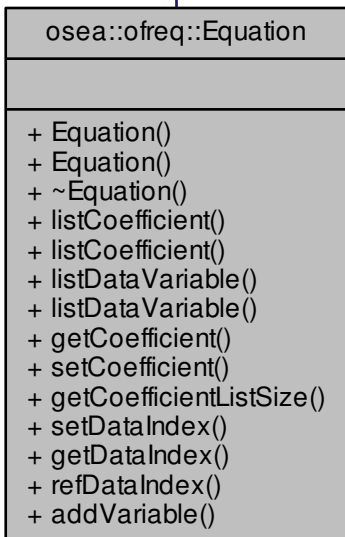 osea::ofreq::Equation
+ Equation()
+ Equation()
+ ~Equation()
+ listCoefficient()
+ listCoefficient()
+ listDataVariable()
+ listDataVariable()
+ getCoefficient()
+ setCoefficient()
+ getCoefficientListSize()
+ setDataIndex()
+ getDataIndex()
+ refDataIndex()
+ addVariable()